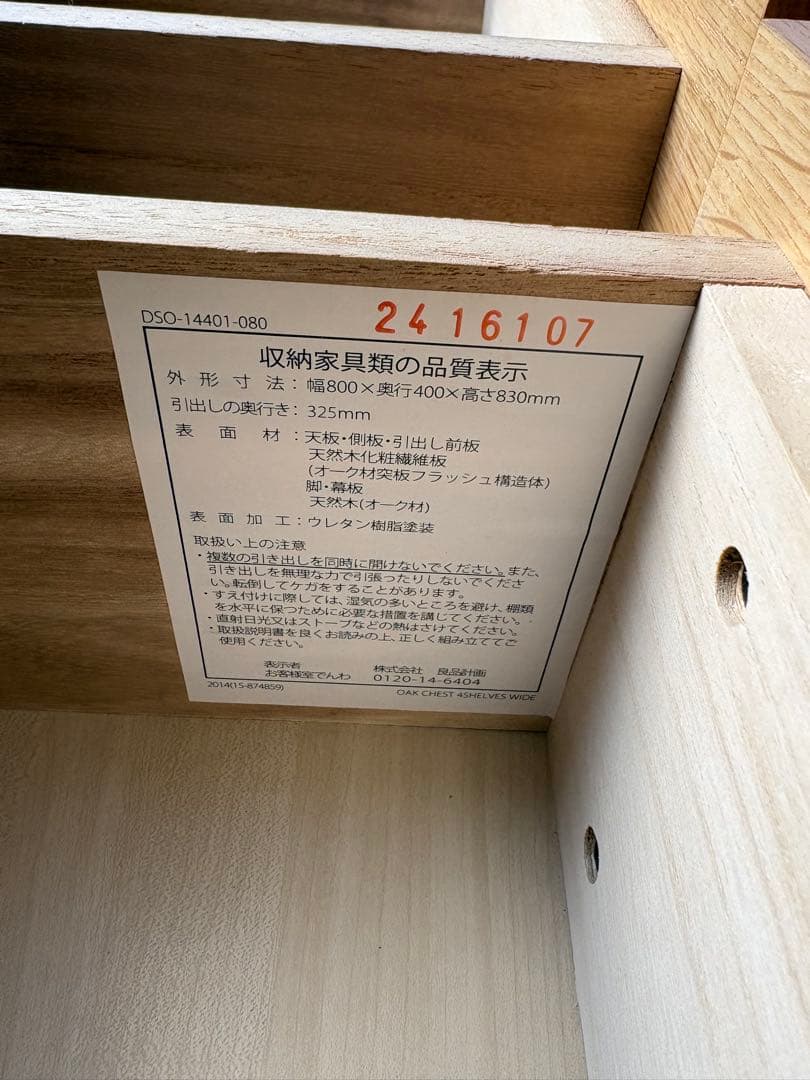 DSO-14401-080
2416107
収納家具類の品質表示
外形寸法：幅800×奥行400×高さ830mm
引出しの奥行き：325mm
表面材：天板・側板・引出し前板
天然木化粧繊維板
(オーク材突板フラッシュ構造体)
脚・幕板
天然木(オーク材)
表面加工：ウレタン樹脂塗装
取扱い上の注意
・複数の引き出しを同時に開けないでください。また、
引き出しを無理な力で引張ったりしないでくださ
い。転倒してケガをすることがあります。
・すえ付けに際しては、湿気の多いところを避け、棚類
を水平に保つために必要な措置を講じてください。
・直射日光又はストーブなどの熱はさけてください。
・取扱説明書を良くお読みの上、正しく組み立ててご
使用ください。
表示者 株式会社 良品計画
お客様室でんわ 0120-14-6404
2014(15-874859)
OAK CHEST 4SHELVES WIDE